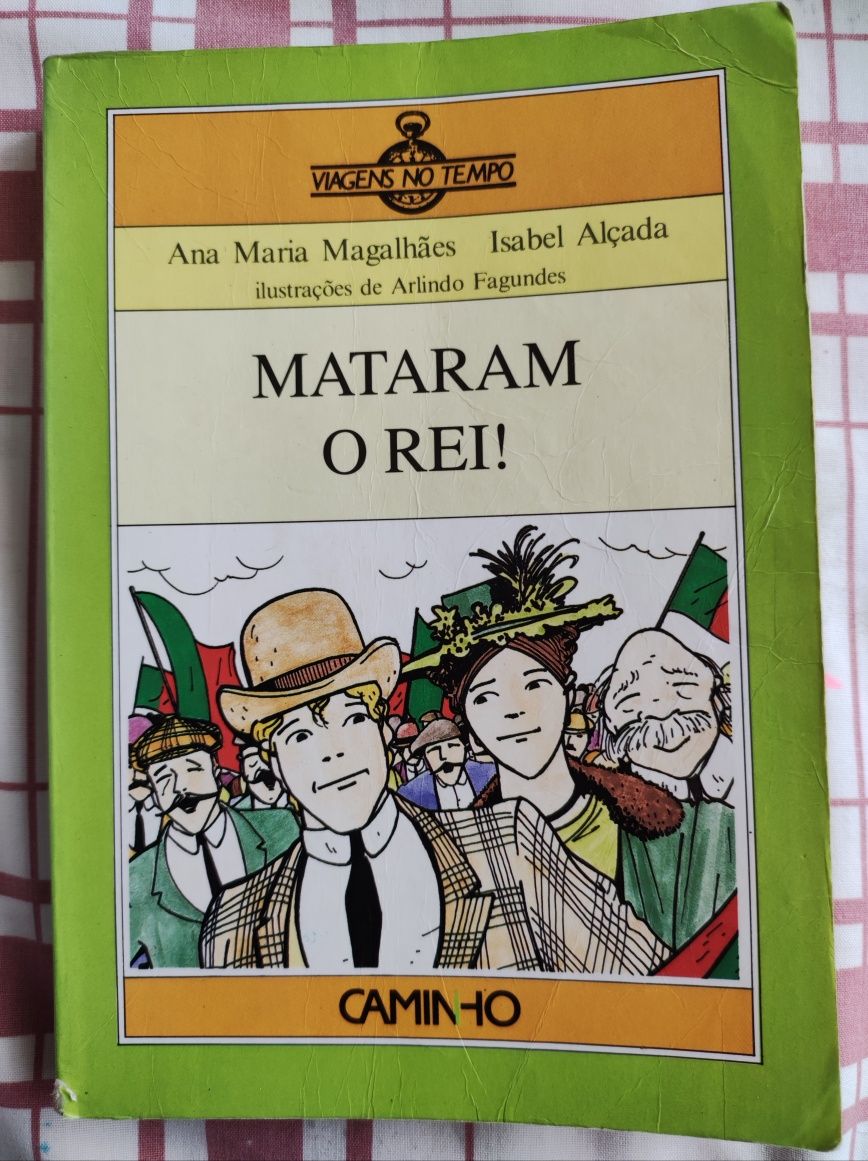 VIAGENS NO TEMPO
Ana Maria Magalhães Isabel Alçada
ilustrações de Arlindo Fagundes
MATARAM
O REI!
CAMINHO